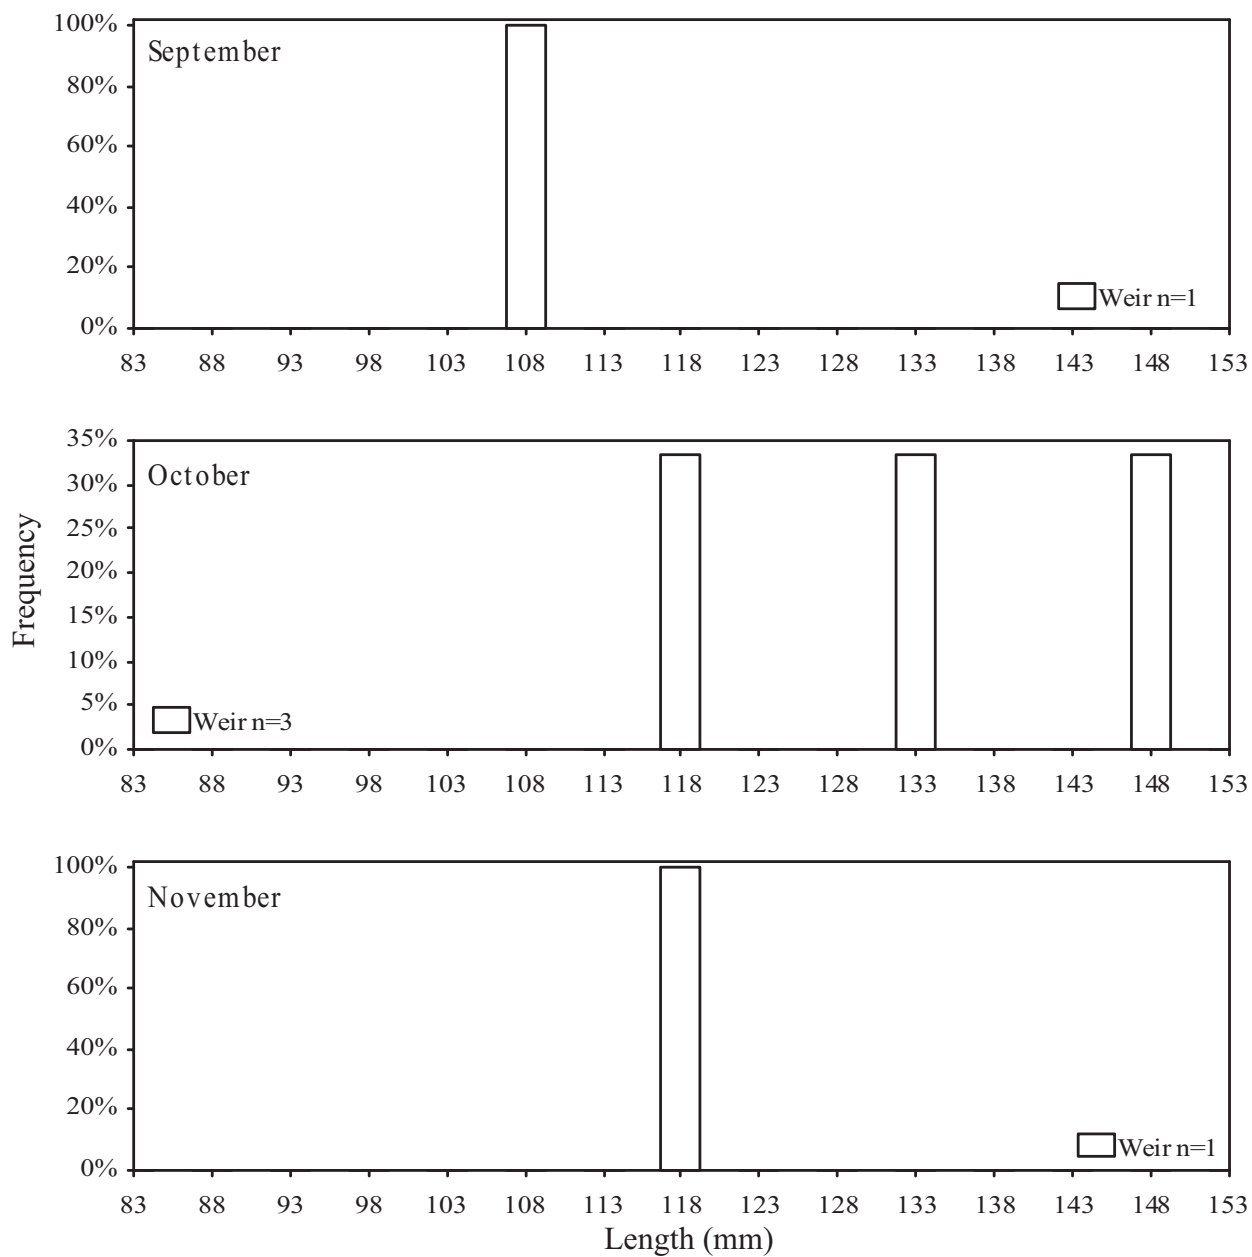 100%
September
80%
60%
40%
20%
Weir n=1
0%
83 88 93 98 103 108 113 118 123 128 133 138 143 148 153
35%
October
30%
25%
Frequency
20%
15%
10%
5%
Weir n=3
0%
83 88 93 98 103 108 113 118 123 128 133 138 143 148 153
100%
November
80%
60%
40%
20%
Weir n=1
0%
83 88 93 98 103 108 113 118 123 128 133 138 143 148 153
Length (mm)